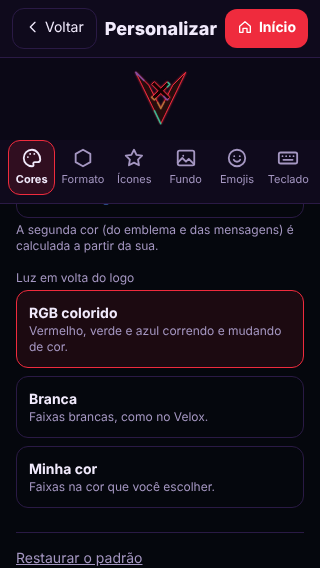 Voltar
Personalizar
Início
Cores
Formato
Ícones
Fundo
Emojis
Teclado
A segunda cor (do emblema e das mensagens) é
calculada a partir da sua.
Luz em volta do logo
RGB colorido
Vermelho, verde e azul correndo e mudando
de cor.
Branca
Faixas brancas, como no Velox.
Minha cor
Faixas na cor que você escolher.
Restaurar o padrão